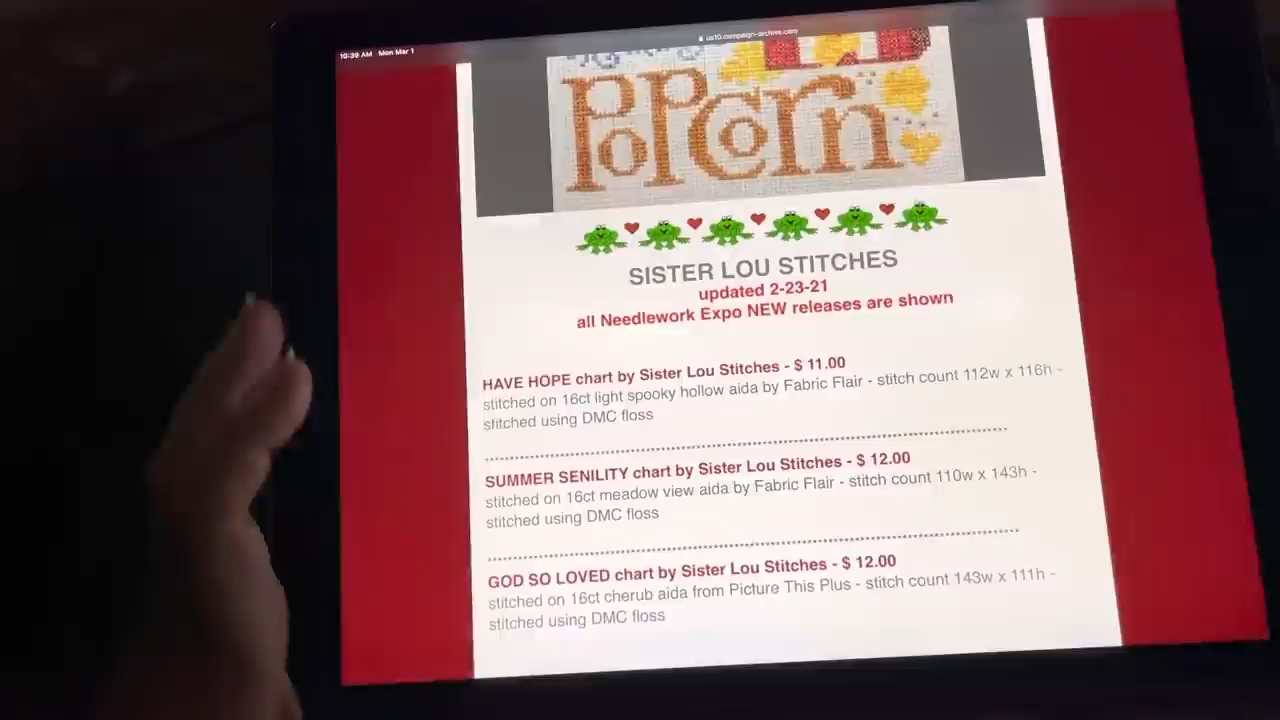 10:39 AM Mon Mar 1
us10.campaign-archive.com
PoPCorn
SISTER LOU STITCHES
updated 2-23-21
all Needlework Expo NEW releases are shown
HAVE HOPE chart by Sister Lou Stitches - $ 11.00
stitched on 16ct light spooky hollow aida by Fabric Flair - stitch count 112w x 116h -
stitched using DMC floss
SUMMER SENILITY chart by Sister Lou Stitches - $ 12.00
stitched on 16ct meadow view aida by Fabric Flair - stitch count 110w x 143h -
stitched using DMC floss
GOD SO LOVED chart by Sister Lou Stitches - $ 12.00
stitched on 16ct cherub aida from Picture This Plus - stitch count 143w x 111h -
stitched using DMC floss